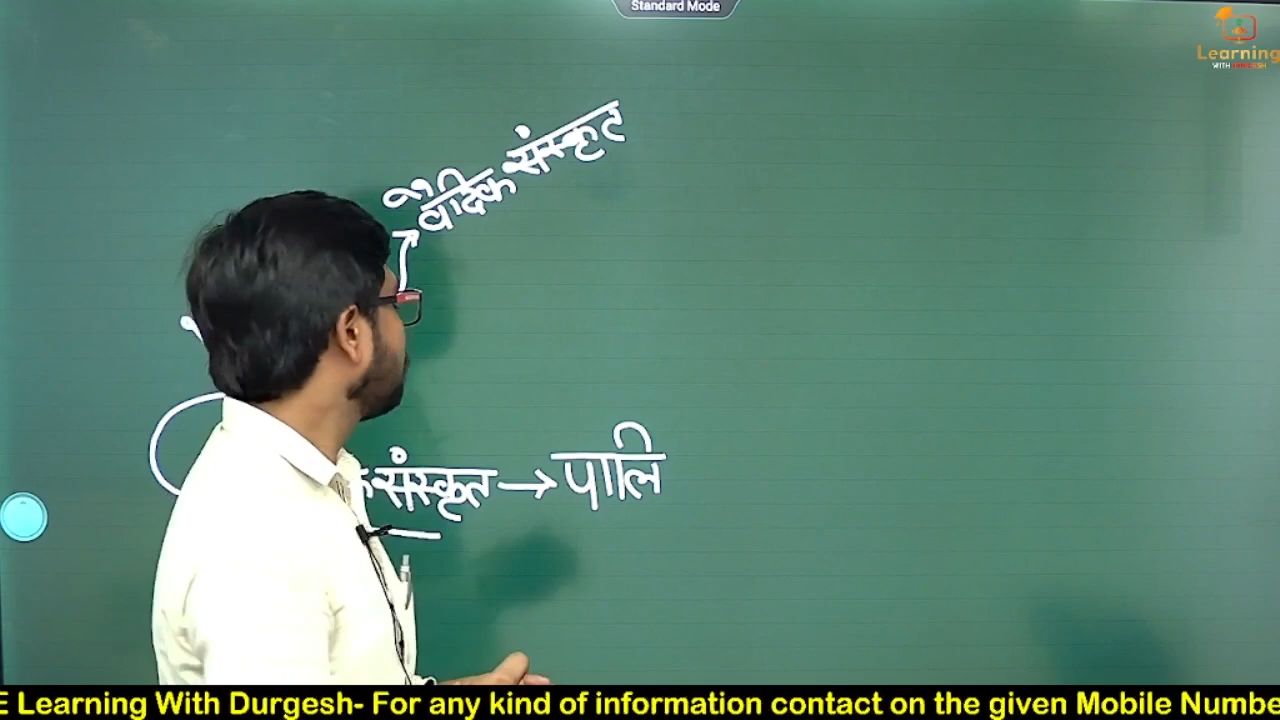 Standard Mode
Learning
वैदिक संस्कृत
संस्कृत → पालि
E Learning With Durgesh- For any kind of information contact on the given Mobile Numbe